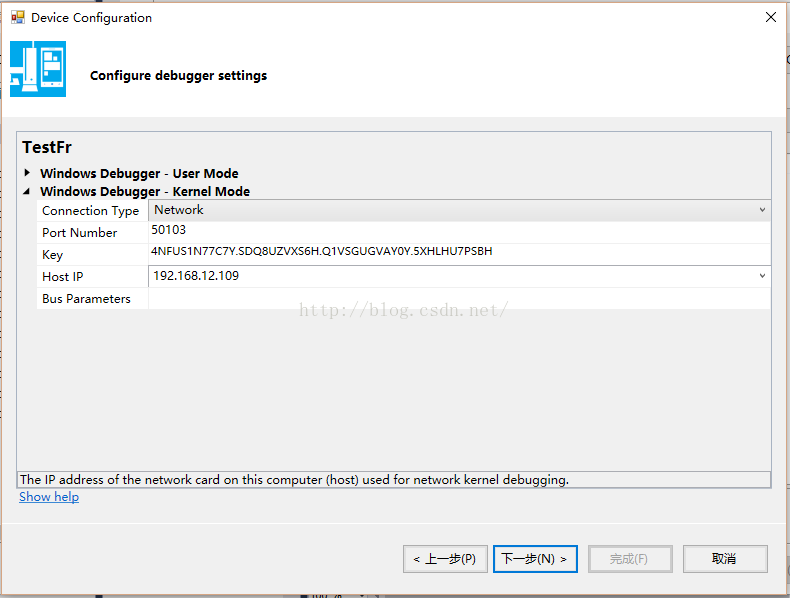 Device Configuration
Configure debugger settings
TestFr
Windows Debugger - User Mode
Windows Debugger - Kernel Mode
Connection Type Network
Port Number 50103
Key 4NFUS1N77C7Y.SDQ8UZVXS6H.Q1VSGUGVAY0Y.5XHLHU7PSBH
Host IP 192.168.12.109
Bus Parameters
http://blog.csdn.net/
The IP address of the network card on this computer (host) used for network kernel debugging.
Show help
< 上一步(P) 下一步(N) > 完成(F) 取消